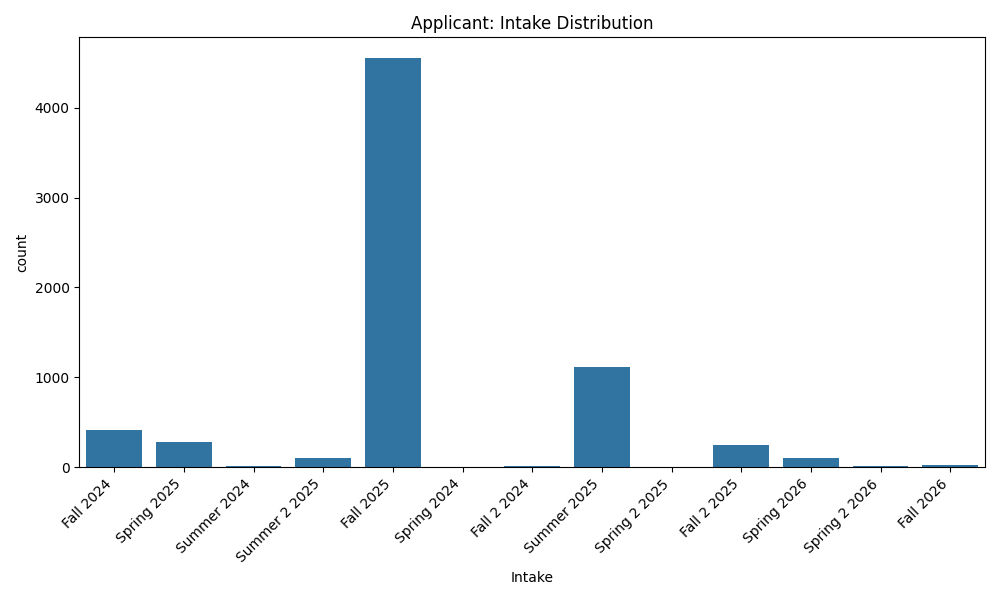 Applicant: Intake Distribution
count
4000
3000
2000
1000
0
Fall 2024
Spring 2025
Summer 2024
Summer 2 2025
Fall 2025
Spring 2024
Fall 2 2024
Summer 2025
Spring 2 2025
Fall 2 2025
Spring 2026
Spring 2 2026
Fall 2026
Intake